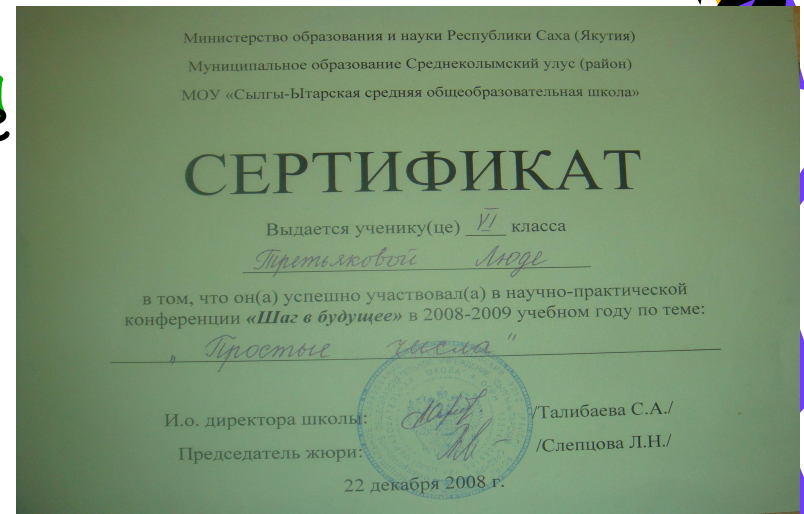 Министерство образования и науки Республики Саха (Якутия)
Муниципальное образование Среднеколымский улус (район)
МОУ «Сылгы-Ытарская средняя общеобразовательная школа»
СЕРТИФИКАТ
Выдается ученику(це) VI класса
Третьяковой Люде
в том, что он(а) успешно участвовал(а) в научно-практической
конференции «Шаг в будущее» в 2008-2009 учебном году по теме:
„ Простые числа "
И.о. директора школы: /Талибаева С.А./
Председатель жюри: /Слепцова Л.Н./
22 декабря 2008 г.